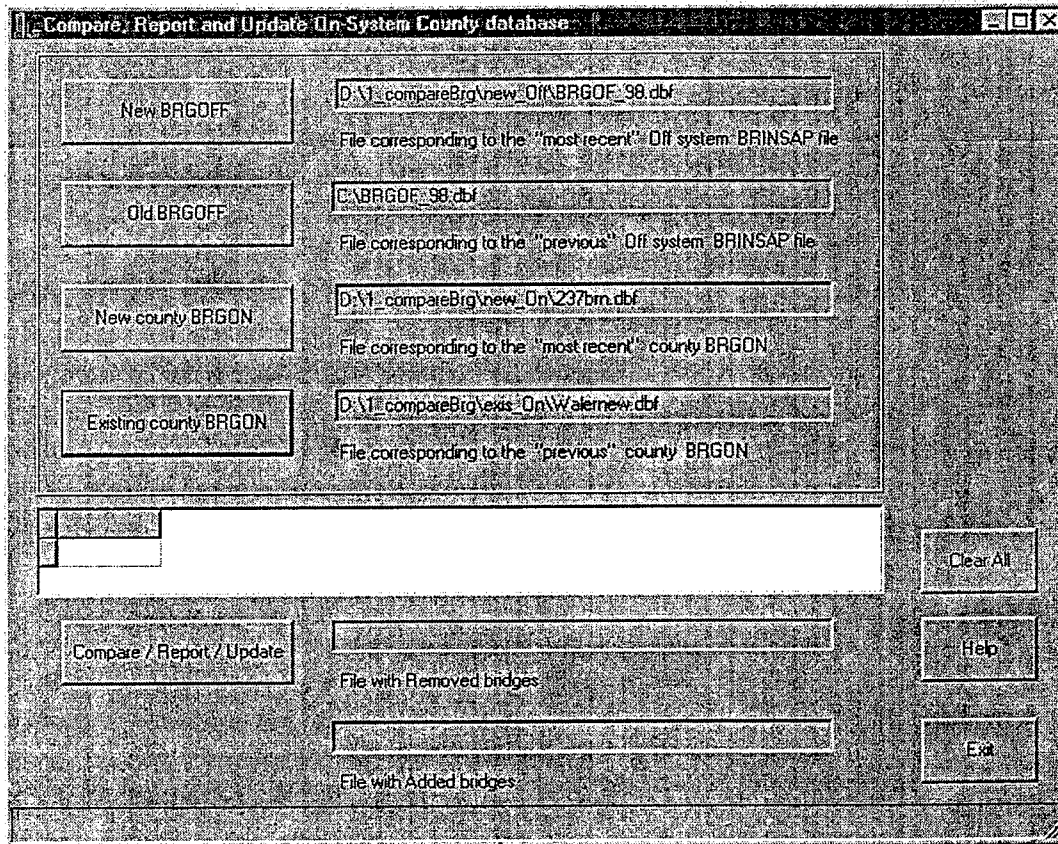 Compare, Report and Update On-System County database
New BRGOFF
D:\1_compareBrg\new_Off\BRGOF_98.dbf
File corresponding to the "most recent" Off system BRINSAP file
Old BRGOFF
C:\BRGOF_98.dbf
File corresponding to the "previous" Off system BRINSAP file
New county BRGON
D:\1_compareBrg\new_On\237brn.dbf
File corresponding to the "most recent" county BRGON
Existing county BRGON
D:\1_compareBrg\exis_On\Walernew.dbf
File corresponding to the "previous" county BRGON
Clear All
Compare / Report / Update
File with Removed bridges
Help
File with Added bridges
Exit